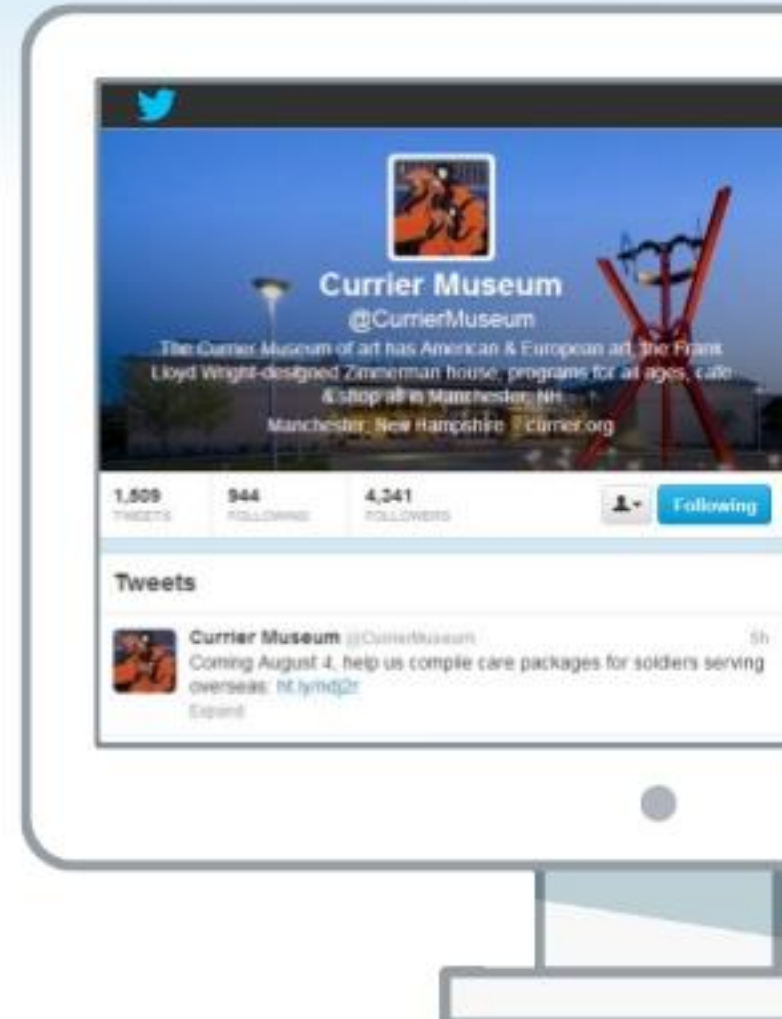 Currier Museum
@CurrierMuseum
The Currier Museum of art has American & European art, the Frank
Lloyd Wright-designed Zimmerman house, programs for all ages, cafe
& shop all in Manchester, NH
Manchester, New Hampshire currier.org
1,509 944 4,341
TWEETS FOLLOWING FOLLOWERS
Following
Tweets
Currier Museum @CurrierMuseum 5h
Coming August 4, help us compile care packages for soldiers serving
overseas:
Expand